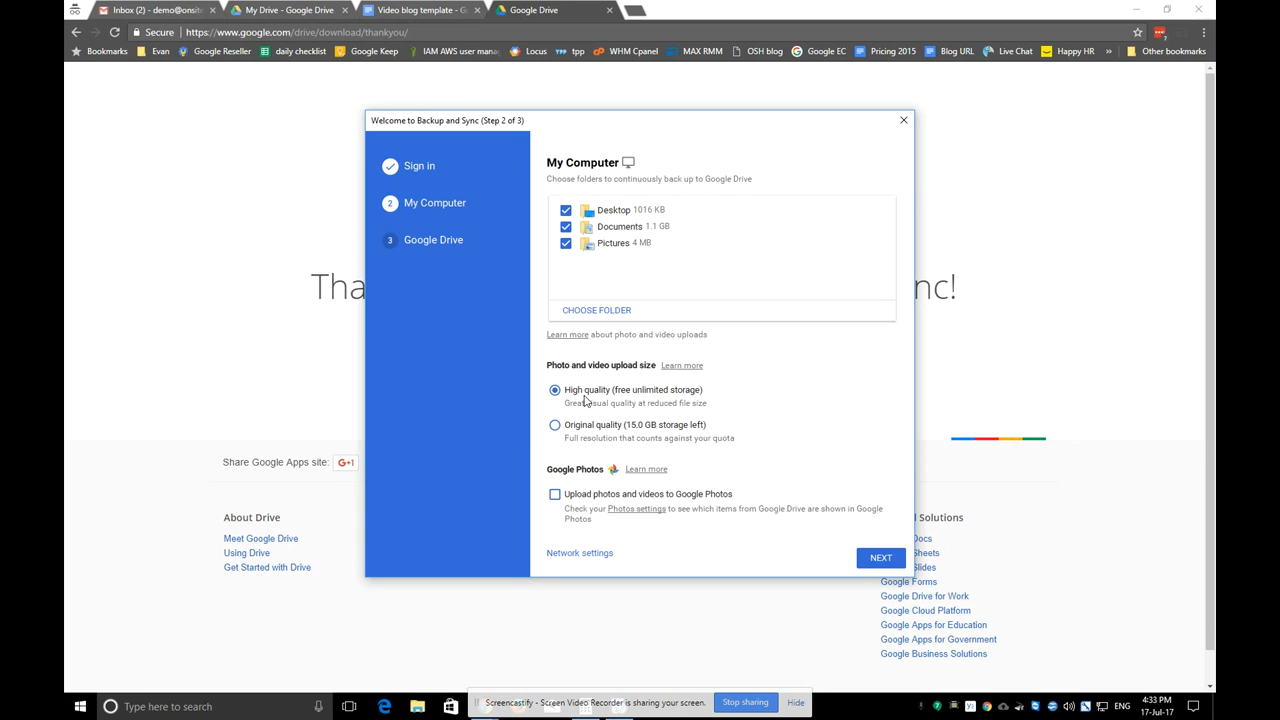 Inbox (2) - demo@onsite
My Drive - Google Drive
Video blog template - G
Google Drive
Secure
https://www.google.com/drive/download/thankyou/
Bookmarks
Evan
Google Reseller
daily checklist
Google Keep
IAM AWS user mana
Locus
tpp
WHM Cpanel
MAX RMM
OSH blog
Google EC
Pricing 2015
Blog URL
Live Chat
Happy HR
»
Other bookmarks
Welcome to Backup and Sync (Step 2 of 3)
Sign in
2 My Computer
3 Google Drive
My Computer
Choose folders to continuously back up to Google Drive
Desktop 1016 KB
Documents 1.1 GB
Pictures 4 MB
CHOOSE FOLDER
Learn more about photo and video uploads
Photo and video upload size Learn more
High quality (free unlimited storage)
Great visual quality at reduced file size
Original quality (15.0 GB storage left)
Full resolution that counts against your quota
Google Photos Learn more
Upload photos and videos to Google Photos
Check your Photos settings to see which items from Google Drive are shown in Google
Photos
Network settings
NEXT
Tha
nc!
Share Google Apps site: G+1
About Drive
Meet Google Drive
Using Drive
Get Started with Drive
d Solutions
Docs
Sheets
Slides
Google Forms
Google Drive for Work
Google Cloud Platform
Google Apps for Education
Google Apps for Government
Google Business Solutions
Type here to search
Screencastify - Screen Video Recorder is sharing your screen.
Stop sharing
Hide
ENG
4:33 PM
17-Jul-17